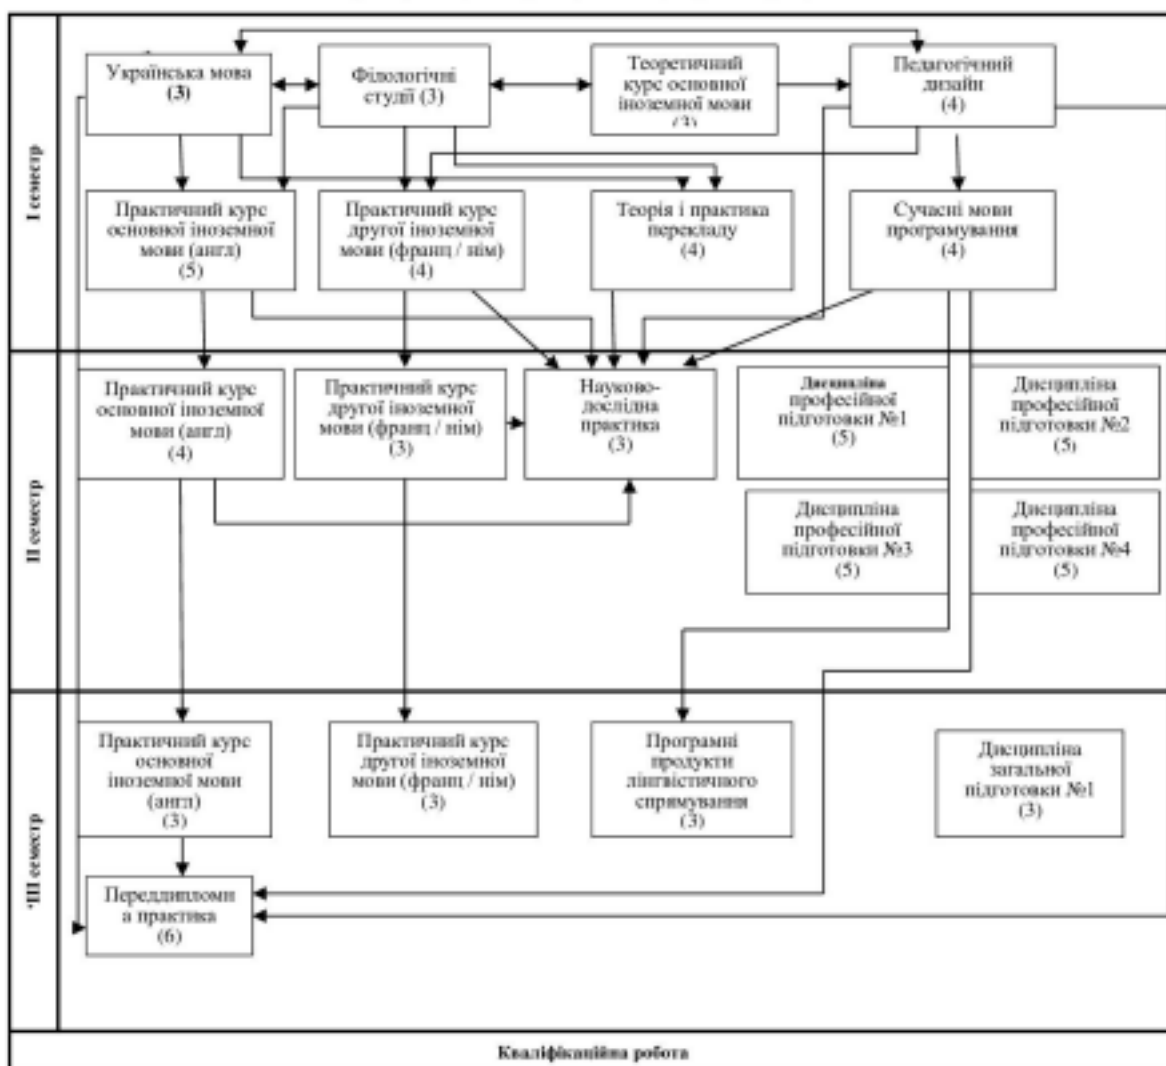 I семестр
Українська мова
(3)
Філологічні
студії (3)
Теоретичний
курс основної
іноземної мови
(3)
Педагогічний
дизайн
(4)
Практичний курс
основної іноземної
мови (англ)
(5)
Практичний курс
другої іноземної
мови (франц / нім)
(4)
Теорія і практика
перекладу
(4)
Сучасні мови
програмування
(4)
II семестр
Практичний курс
основної іноземної
мови (англ)
(4)
Практичний курс
другої іноземної
мови (франц / нім)
(3)
Науково-
дослідна
практика
(3)
Дисципліна
професійної
підготовки №1
(5)
Дисципліна
професійної
підготовки №2
(5)
Дисципліна
професійної
підготовки №3
(5)
Дисципліна
професійної
підготовки №4
(5)
'III семестр
Практичний курс
основної
іноземної мови
(англ)
(3)
Практичний курс
другої іноземної
мови (франц / нім)
(3)
Програмні
продукти
лінгвістичного
спрямування
(3)
Дисципліна
загальної
підготовки №1
(3)
Переддипломн
а практика
(6)
Кваліфікаційна робота